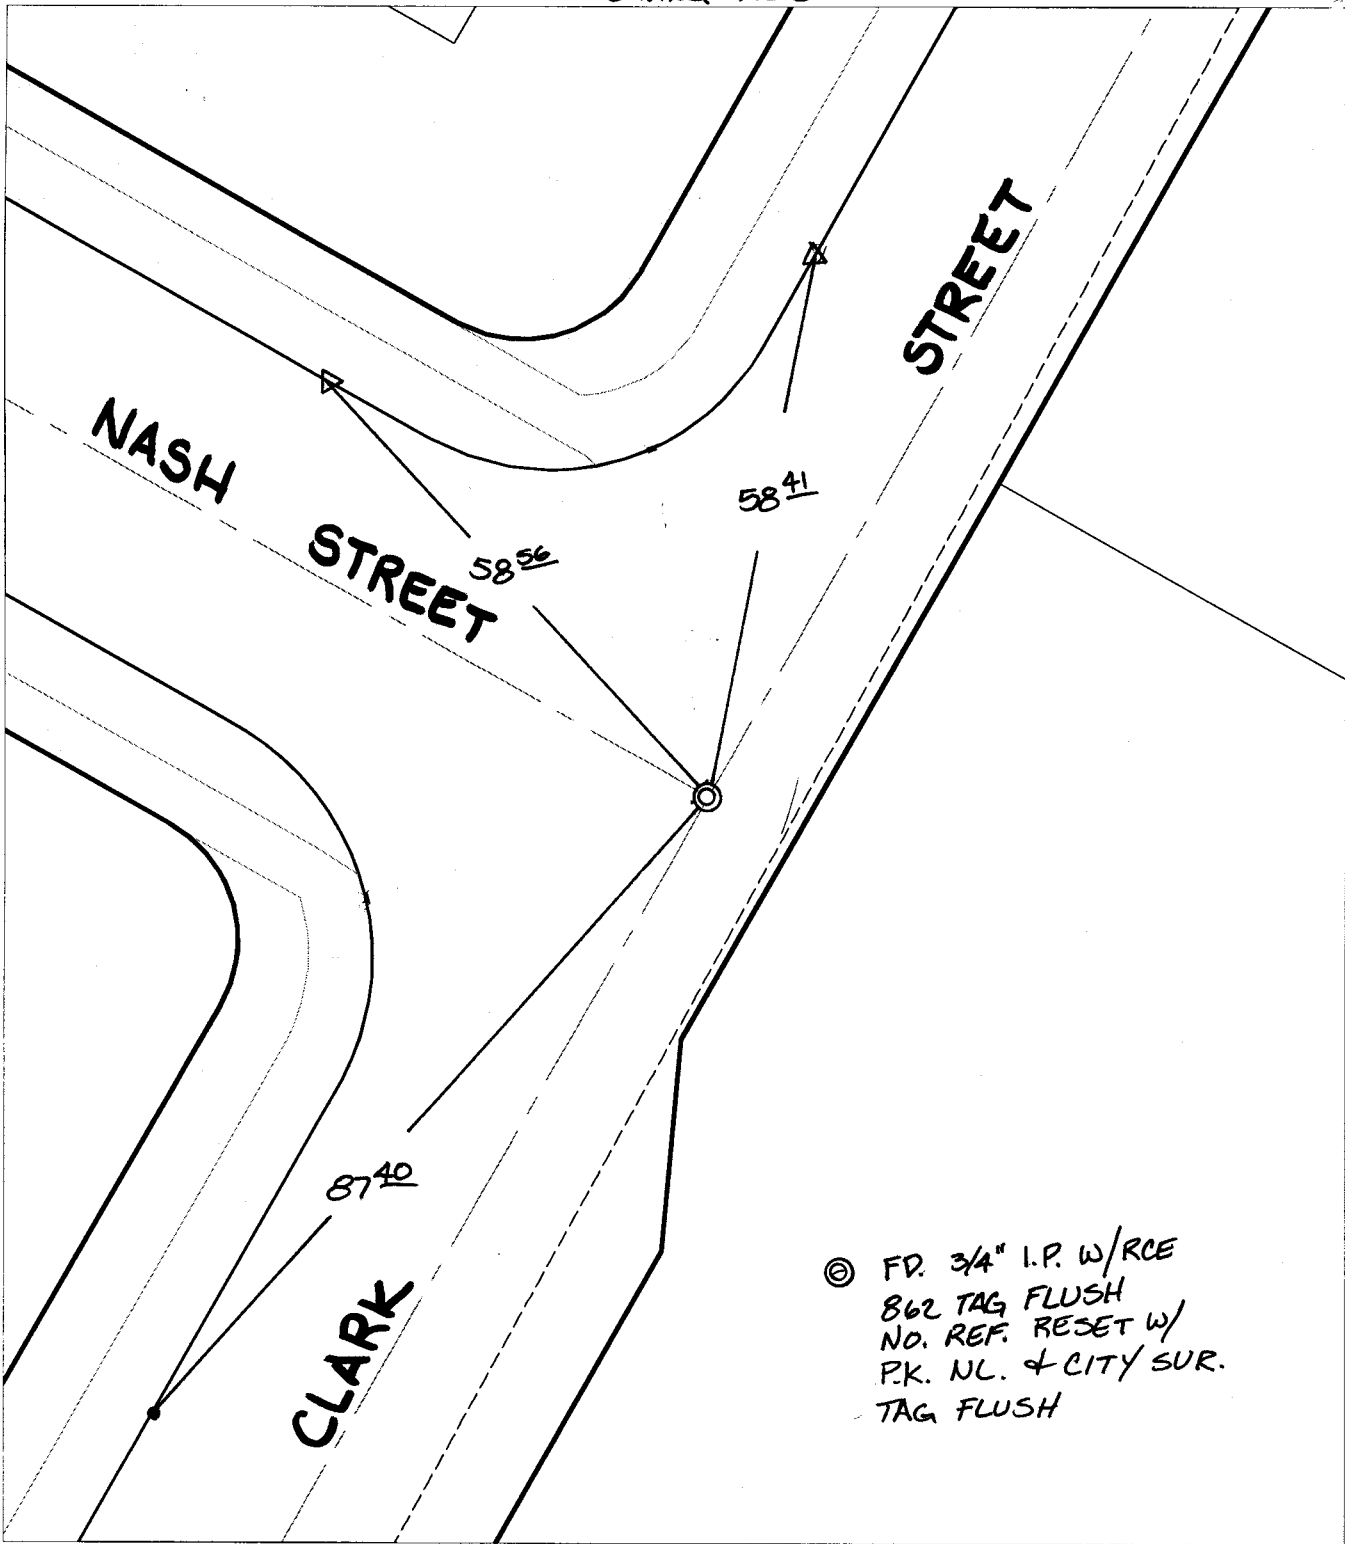 STREET
NASH
STREET
58 41
58 56
87 40
CLARK
FD. 3/4" I.P. W/RCE
862 TAG FLUSH
NO. REF. RESET W/
P.K. NL. & CITY SUR.
TAG FLUSH